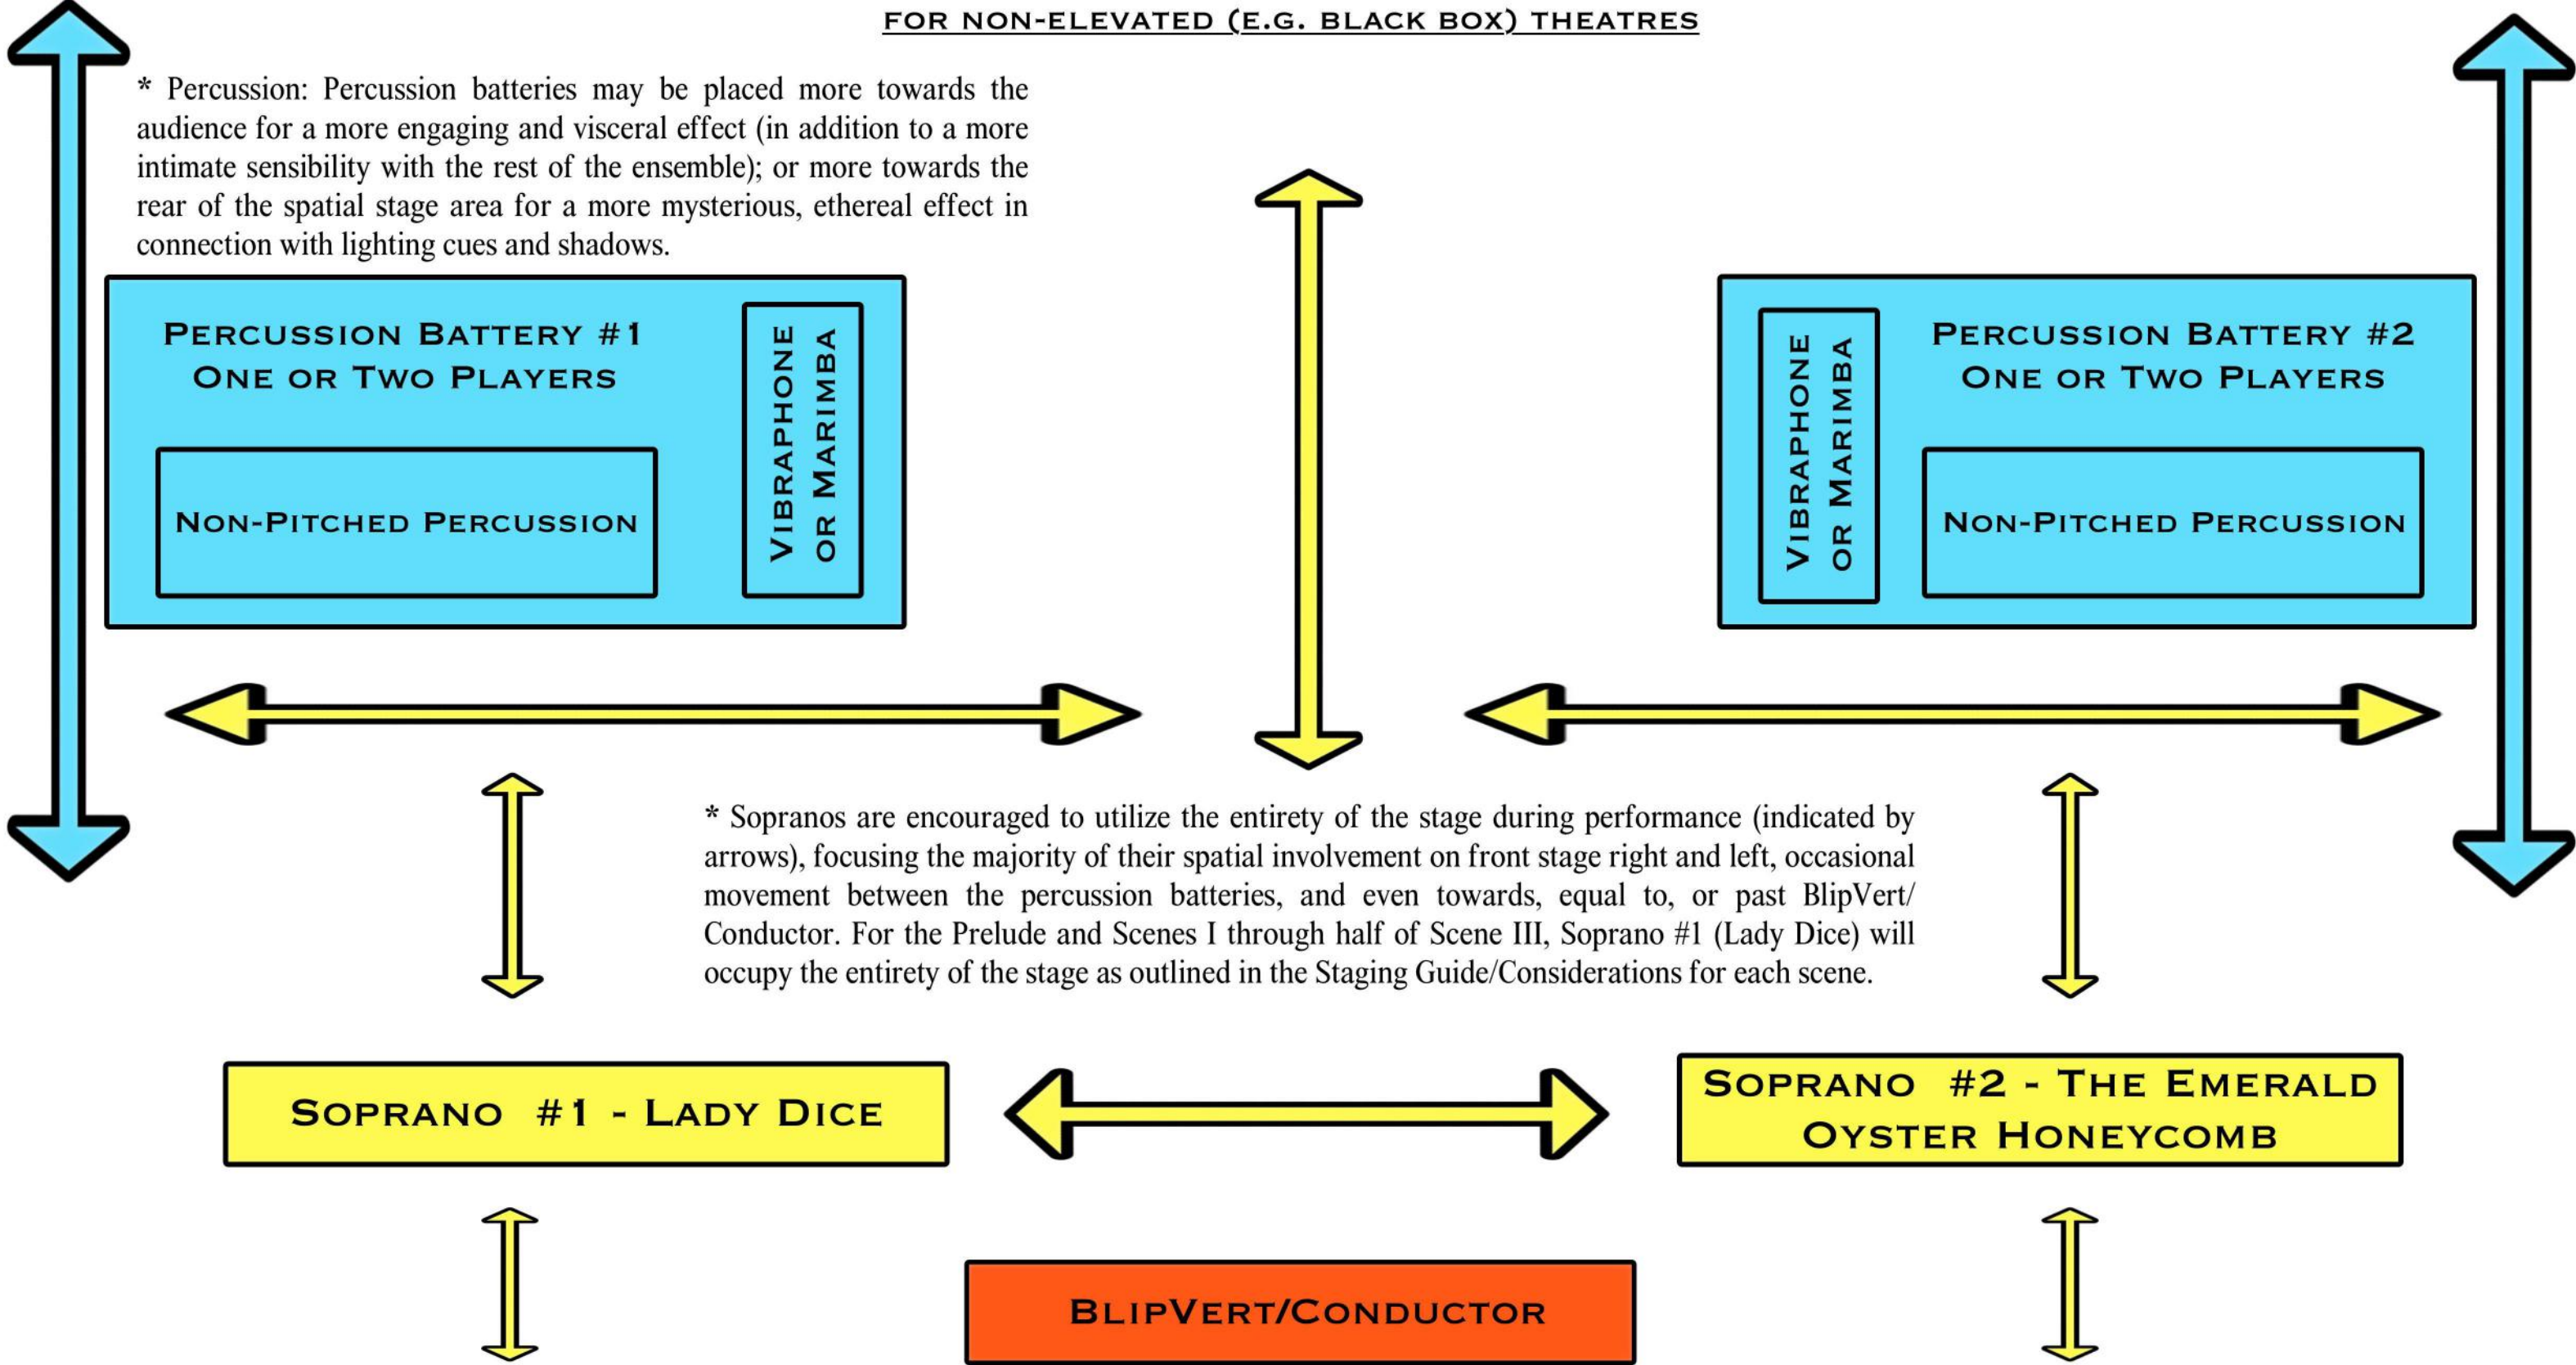 FOR NON-ELEVATED (E.G. BLACK BOX) THEATRES
* Percussion: Percussion batteries may be placed more towards the
audience for a more engaging and visceral effect (in addition to a more
intimate sensibility with the rest of the ensemble); or more towards the
rear of the spatial stage area for a more mysterious, ethereal effect in
connection with lighting cues and shadows.
PERCUSSION BATTERY #1
ONE OR TWO PLAYERS
NON-PITCHED PERCUSSION
VIBRAPHONE
OR MARIMBA
VIBRAPHONE
OR MARIMBA
PERCUSSION BATTERY #2
ONE OR TWO PLAYERS
NON-PITCHED PERCUSSION
* Sopranos are encouraged to utilize the entirety of the stage during performance (indicated by
arrows), focusing the majority of their spatial involvement on front stage right and left, occasional
movement between the percussion batteries, and even towards, equal to, or past BlipVert/
Conductor. For the Prelude and Scenes I through half of Scene III, Soprano #1 (Lady Dice) will
occupy the entirety of the stage as outlined in the Staging Guide/Considerations for each scene.
SOPRANO #1 - LADY DICE
SOPRANO #2 - THE EMERALD
OYSTER HONEYCOMB
BLIPVERT/CONDUCTOR